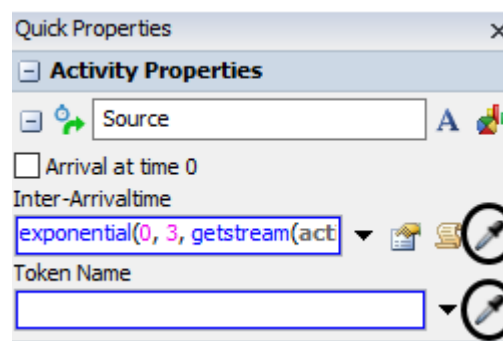 Quick Properties
Activity Properties
Source
Arrival at time 0
Inter-Arrivaltime
exponential(0, 3, getstream(act
Token Name